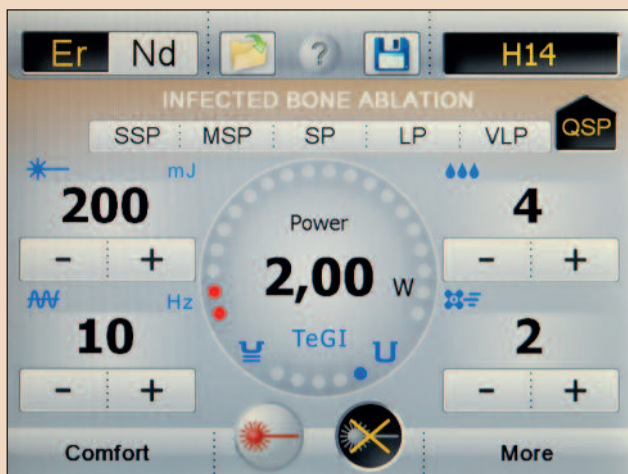 Er Nd ? H14
INFECTED BONE ABLATION
SSP MSP SP LP VLP QSP
mJ
200 Power 4
- + 2,00 W - +
Hz TeGI
10 2
- + - +
Comfort More